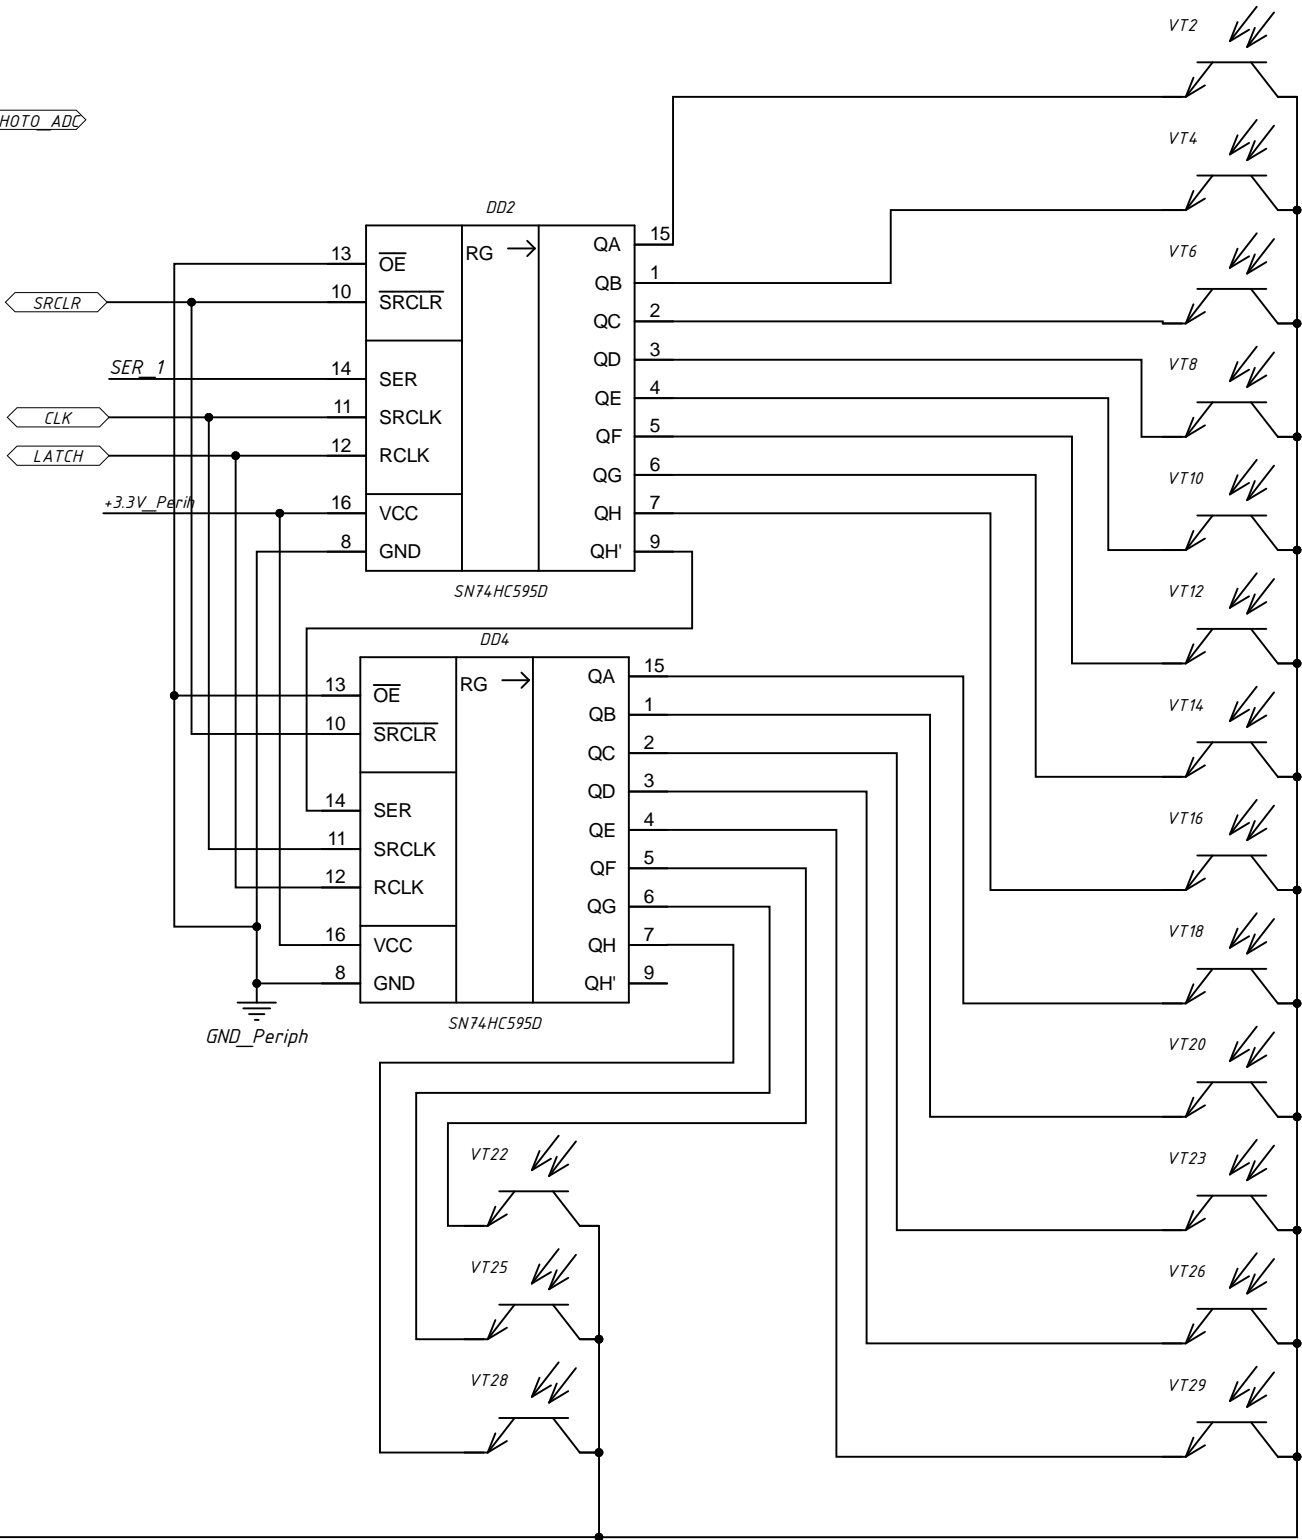 VT2
HOTO_ADC
VT4
DD2
13 OE
RG
QA 15
10 SRCLR
QB 1
VT6
SRCLR
QC 2
QD 3
VT8
SER_1
14 SER
QE 4
CLK
11 SRCLK
QF 5
LATCH
12 RCLK
QG 6
VT10
+3.3V_Perih
16 VCC
QH 7
8 GND
QH' 9
SN74HC595D
VT12
DD4
13 OE
RG
QA 15
10 SRCLR
QB 1
VT14
QC 2
QD 3
14 SER
QE 4
VT16
11 SRCLK
QF 5
12 RCLK
QG 6
16 VCC
QH 7
VT18
8 GND
QH' 9
SN74HC595D
GND_Periph
VT20
VT22
VT23
VT25
VT26
VT28
VT29